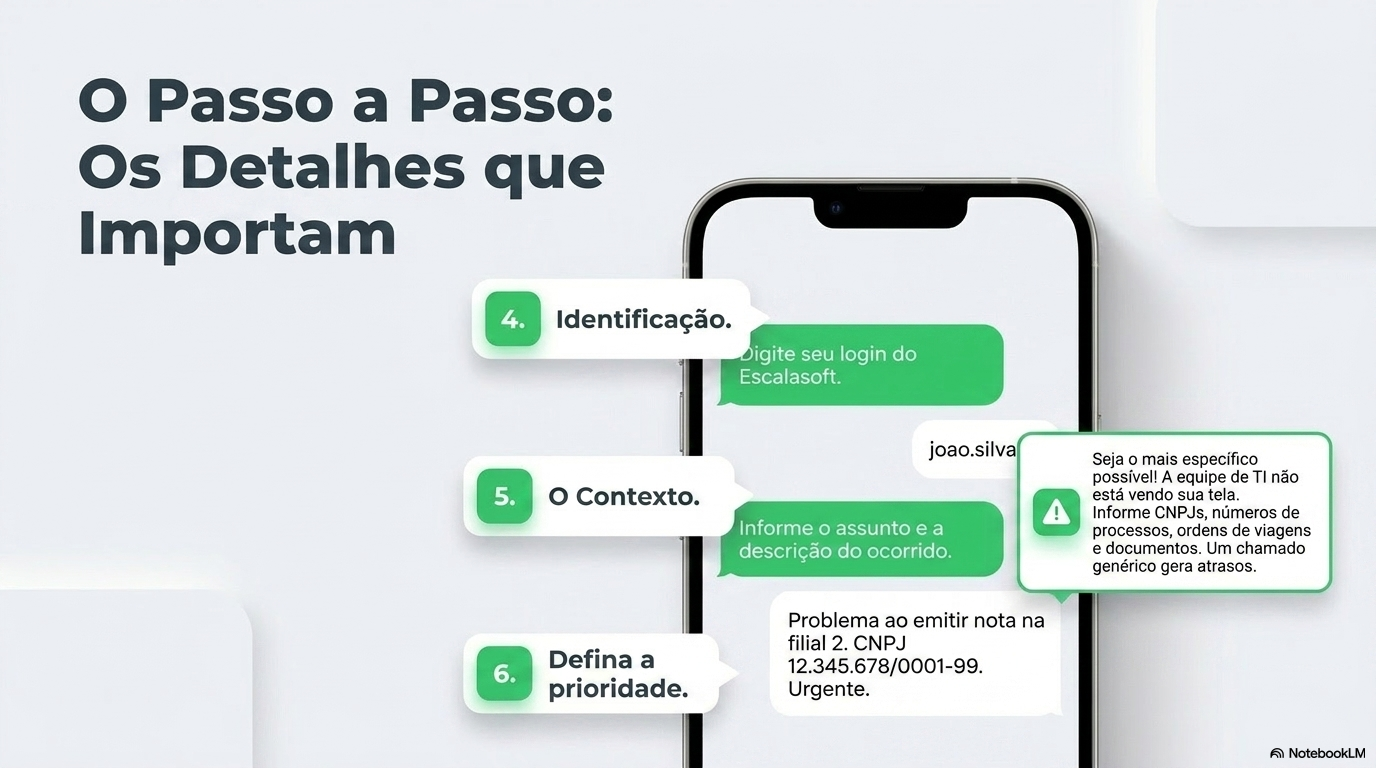 O Passo a Passo:
Os Detalhes que
Importam
4.
Identificação.
Digite seu login do
Escalasoft.
joao.silva
5.
O Contexto.
Informe o assunto e a
descrição do ocorrido.
Seja o mais específico
possível! A equipe de TI não
está vendo sua tela.
Informe CNPJs, números de
processos, ordens de viagens
e documentos. Um chamado
genérico gera atrasos.
6.
Defina a
prioridade.
Problema ao emitir nota na
filial 2. CNPJ
12.345.678/0001-99.
Urgente.
NotebookLM